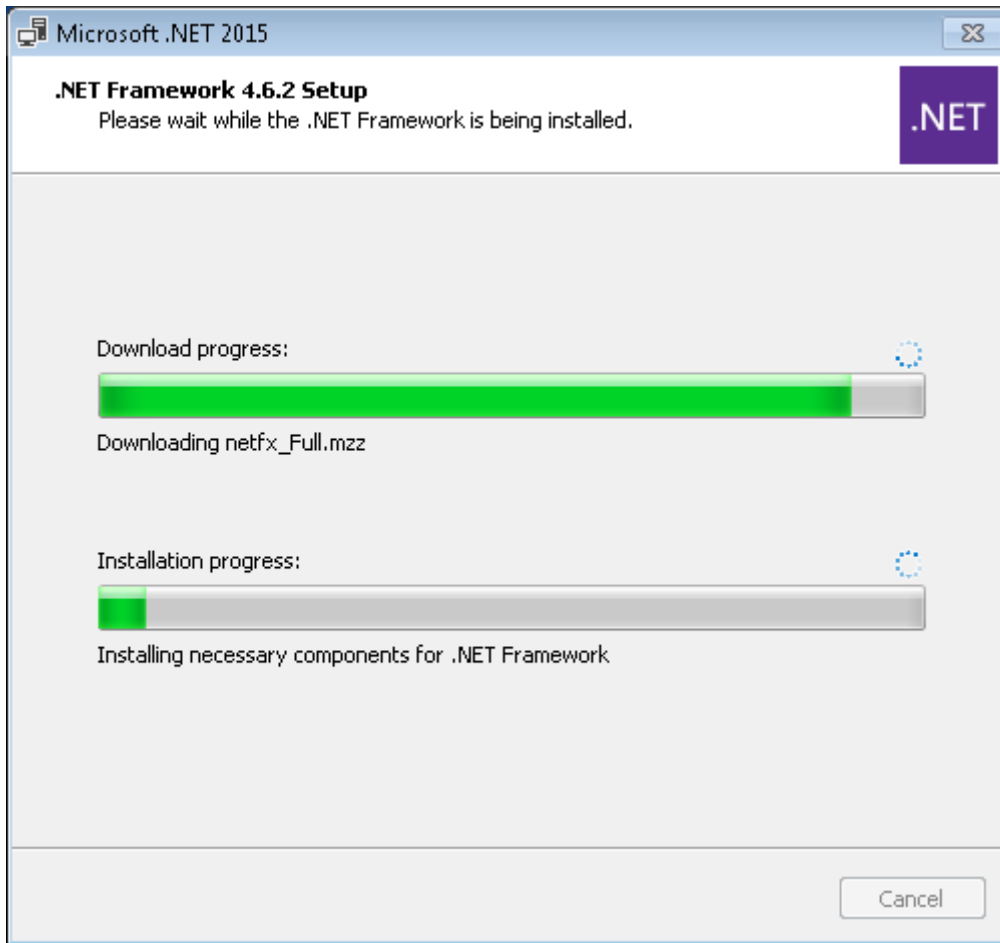 Microsoft .NET 2015
.NET Framework 4.6.2 Setup
Please wait while the .NET Framework is being installed.
.NET
Download progress:
Downloading netfx_Full.mzz
Installation progress:
Installing necessary components for .NET Framework
Cancel